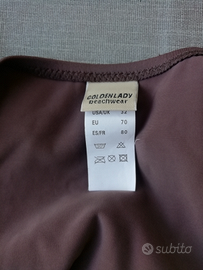 GOLDENLADY
beachwear
USA/UK 32
EU 70
ES/FR 85
subito